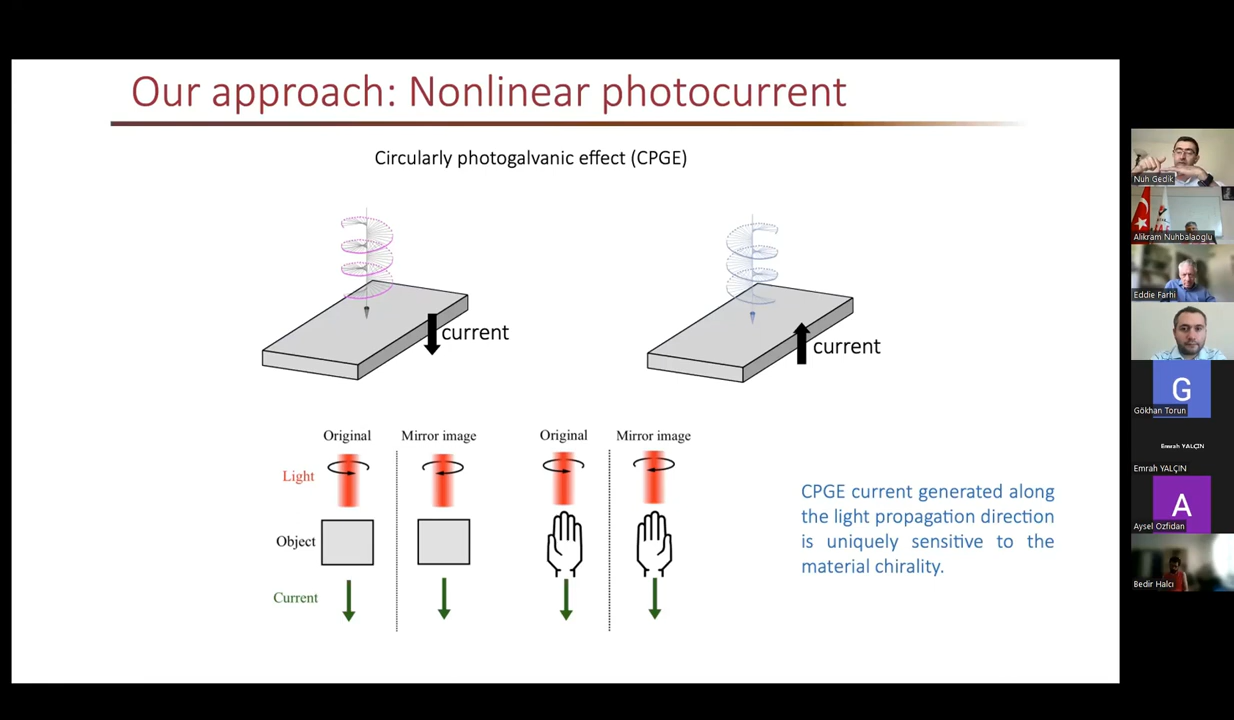 Our approach: Nonlinear photocurrent
Circularly photogalvanic effect (CPGE)
current
current
Original Mirror image Original Mirror image
Light
Object
Current
CPGE current generated along
the light propagation direction
is uniquely sensitive to the
material chirality.
Nuh Gedik
Alikram Nuhbalaoglu
Eddie Farhi
G
Gökhan Torun
Emrah YALÇIN
Emrah YALÇIN
A
Aysel Ozfidan
Bedir Halcı